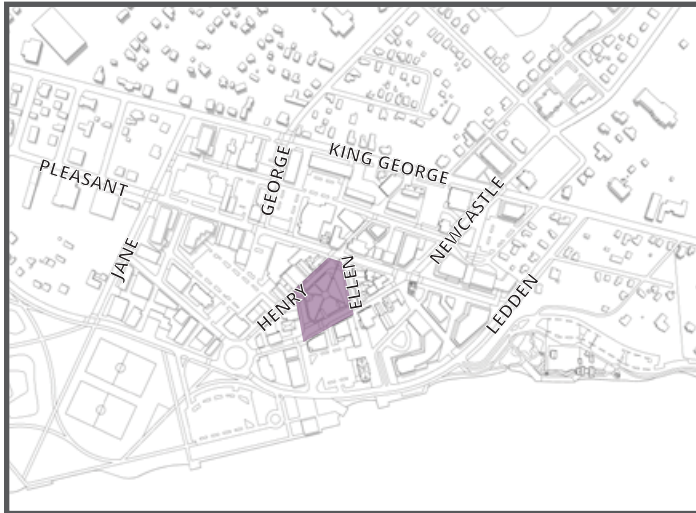 KING GEORGE
GEORGE
PLEASANT
NEWCASTLE
JANE
HENRY
ELLEN
LEDDEN